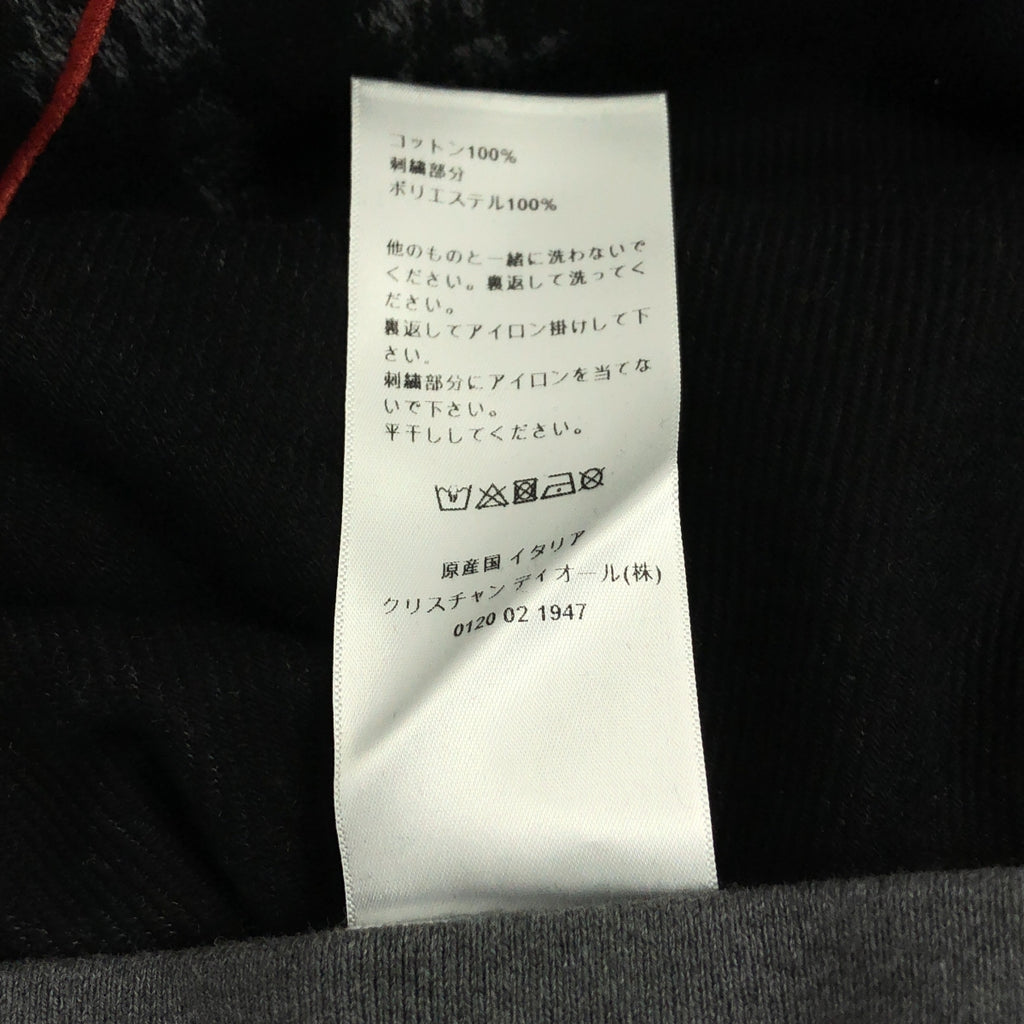 コットン100%
刺繍部分
ポリエステル100%
他のものと一緒に洗わないで
ください。裏返して洗ってく
ださい。
裏返してアイロン掛けして下
さい。
刺繍部分にアイロンを当てな
いで下さい。
平干ししてください。
原産国 イタリア
クリスチャン ディオール(株)
0120 02 1947